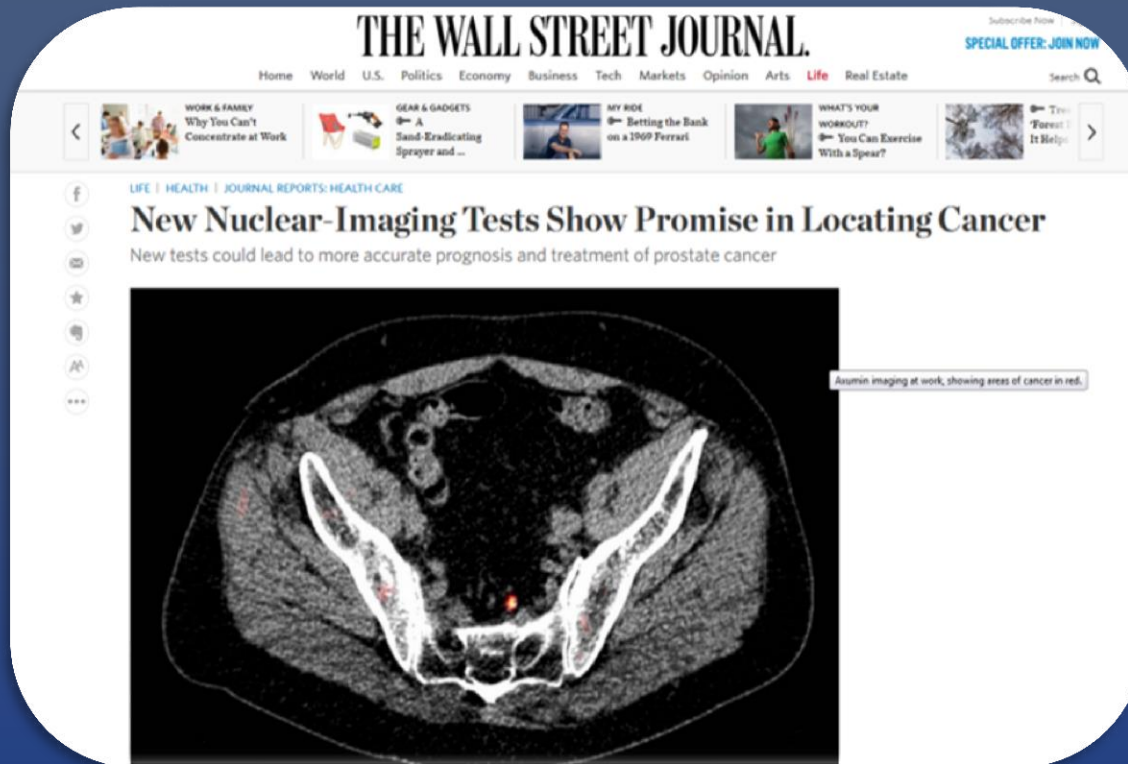 THE WALL STREET JOURNAL.
Subscribe Now
SPECIAL OFFER: JOIN NOW
Home World U.S. Politics Economy Business Tech Markets Opinion Arts Life Real Estate
Search
WORK & FAMILY
Why You Can't
Concentrate at Work
GEAR & GADGETS
A
Sand-Eradicating
Sprayer and ...
MY RIDE
Betting the Bank
on a 1969 Ferrari
WHAT'S YOUR
WORKOUT?
You Can Exercise
With a Spear?
'Forest
It Helps
LIFE | HEALTH | JOURNAL REPORTS: HEALTH CARE
New Nuclear-Imaging Tests Show Promise in Locating Cancer
New tests could lead to more accurate prognosis and treatment of prostate cancer
Axumin imaging at work, showing areas of cancer in red.